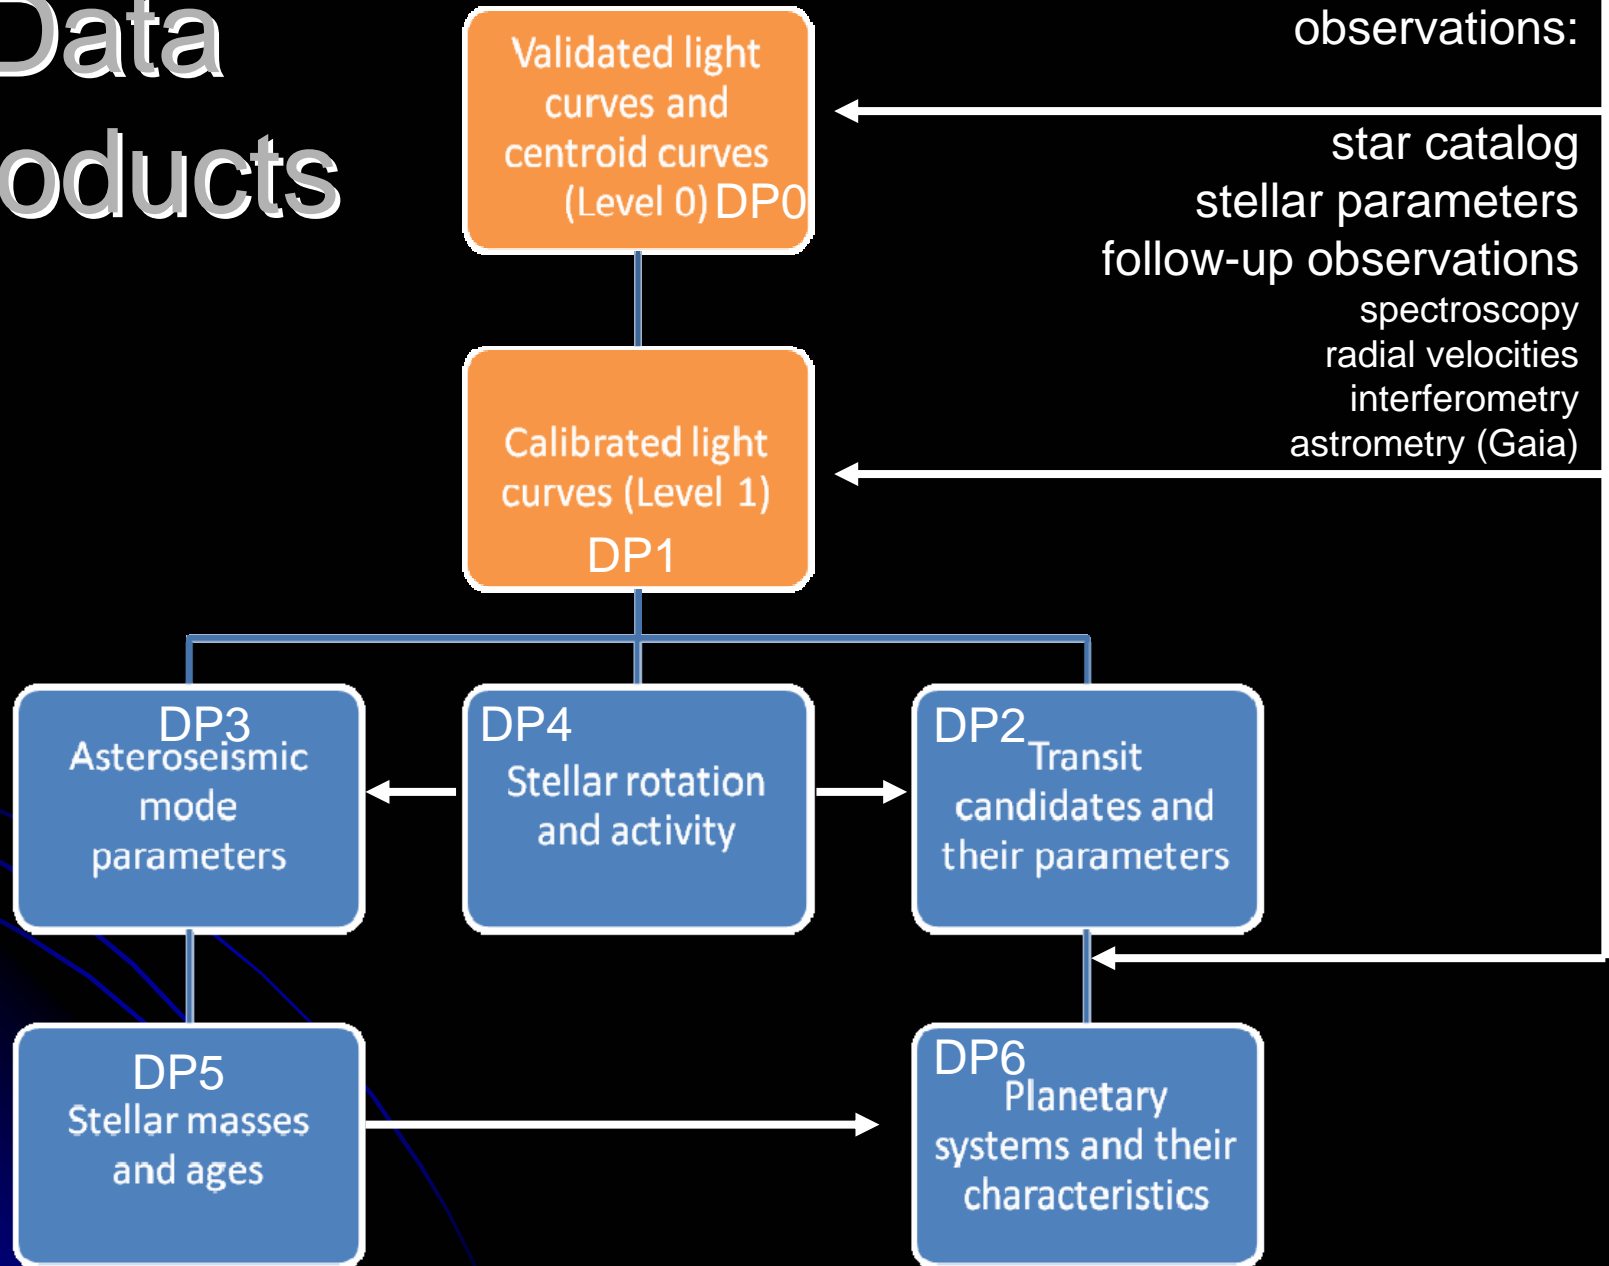 Data
oducts
Validated light
curves and
centroid curves
(Level 0) DP0
observations:
star catalog
stellar parameters
follow-up observations
spectroscopy
radial velocities
interferometry
astrometry (Gaia)
Calibrated light
curves (Level 1)
DP1
DP3
Asteroseismic
mode
parameters
DP4
Stellar rotation
and activity
DP2
Transit
candidates and
their parameters
DP5
Stellar masses
and ages
DP6
Planetary
systems and their
characteristics